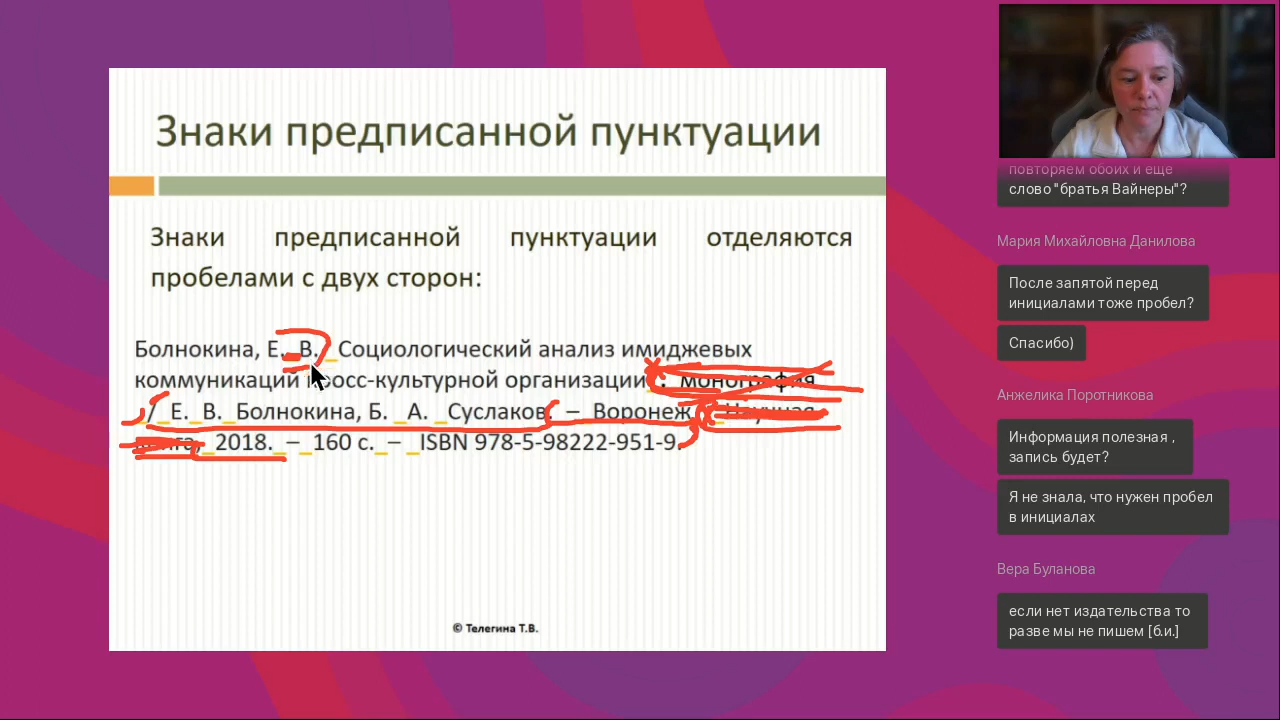 Знаки предписанной пунктуации
Знаки предписанной пунктуации отделяются
пробелами с двух сторон:
Болнокина, Е. В. Социологический анализ имиджевых
коммуникаций кросс-культурной организации : монография
/ Е. В. Болнокина, Б. А. Суслаков. – Воронеж : Научная
книга, 2018. – 160 с. – ISBN 978-5-98222-951-9.
© Телегина Т.В.
повторяем обоих и еще
слово "братья Вайнеры"?
Мария Михайловна Данилова
После запятой перед
инициалами тоже пробел?
Спасибо)
Анжелика Поротникова
Информация полезная ,
запись будет?
Я не знала, что нужен пробел
в инициалах
Вера Буланова
если нет издательства то
разве мы не пишем [б.и.]